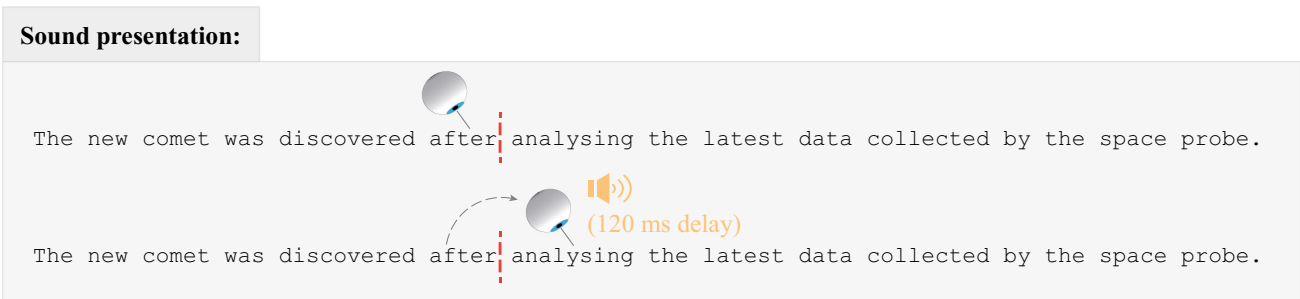 Sound presentation:
The new comet was discovered after analysing the latest data collected by the space probe.
(120 ms delay)
The new comet was discovered after analysing the latest data collected by the space probe.